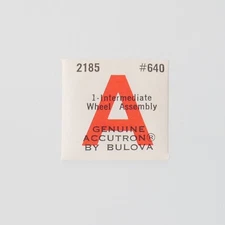 2185 #640
1-Intermediate
Wheel Assembly
A
GENUINE
ACCUTRON®
BY BULOVA